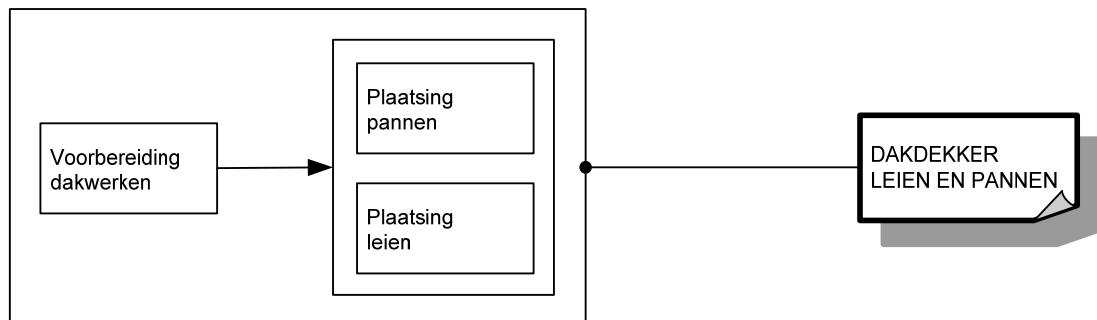 Voorbereiding
dakwerken
Plaatsing
pannen
Plaatsing
leien
DAKDEKKER
LEIEN EN PANNEN